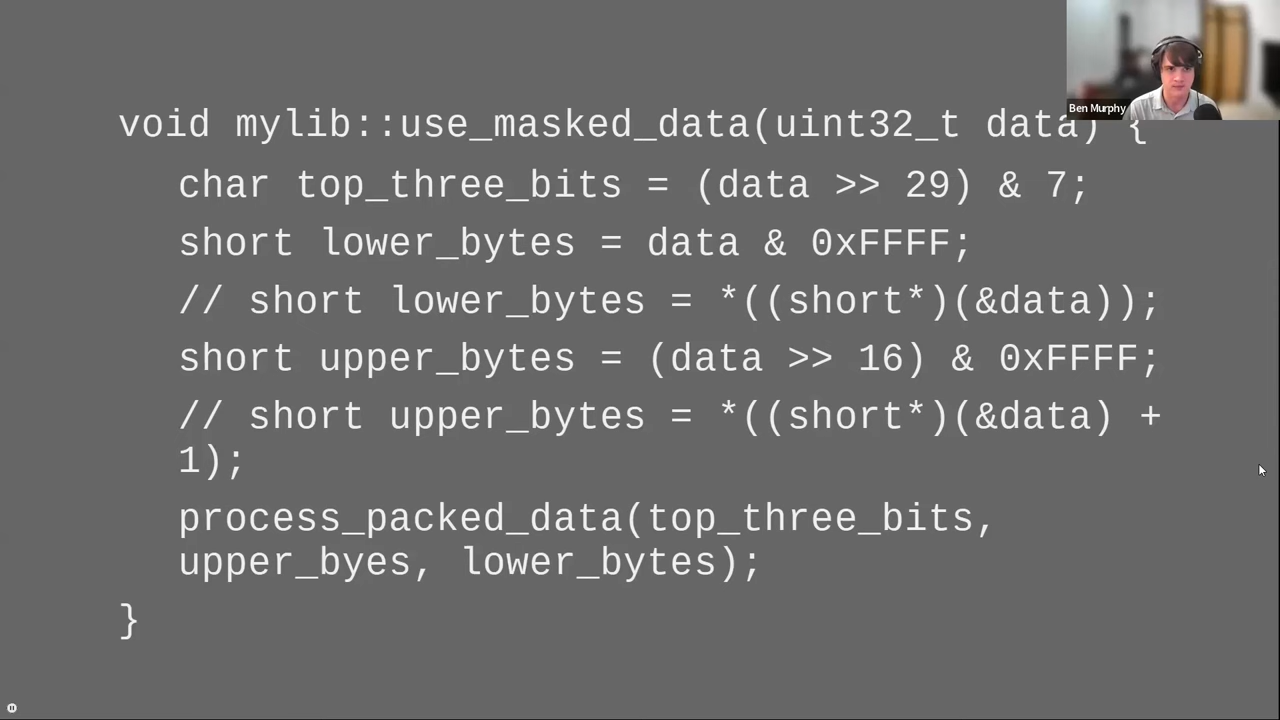 Ben Murphy
void mylib::use_masked_data(uint32_t data) {
char top_three_bits = (data >> 29) & 7;
short lower_bytes = data & 0xFFFF;
// short lower_bytes = *((short*)(&data));
short upper_bytes = (data >> 16) & 0xFFFF;
// short upper_bytes = *((short*)(&data) +
1);
process_packed_data(top_three_bits,
upper_byes, lower_bytes);
}